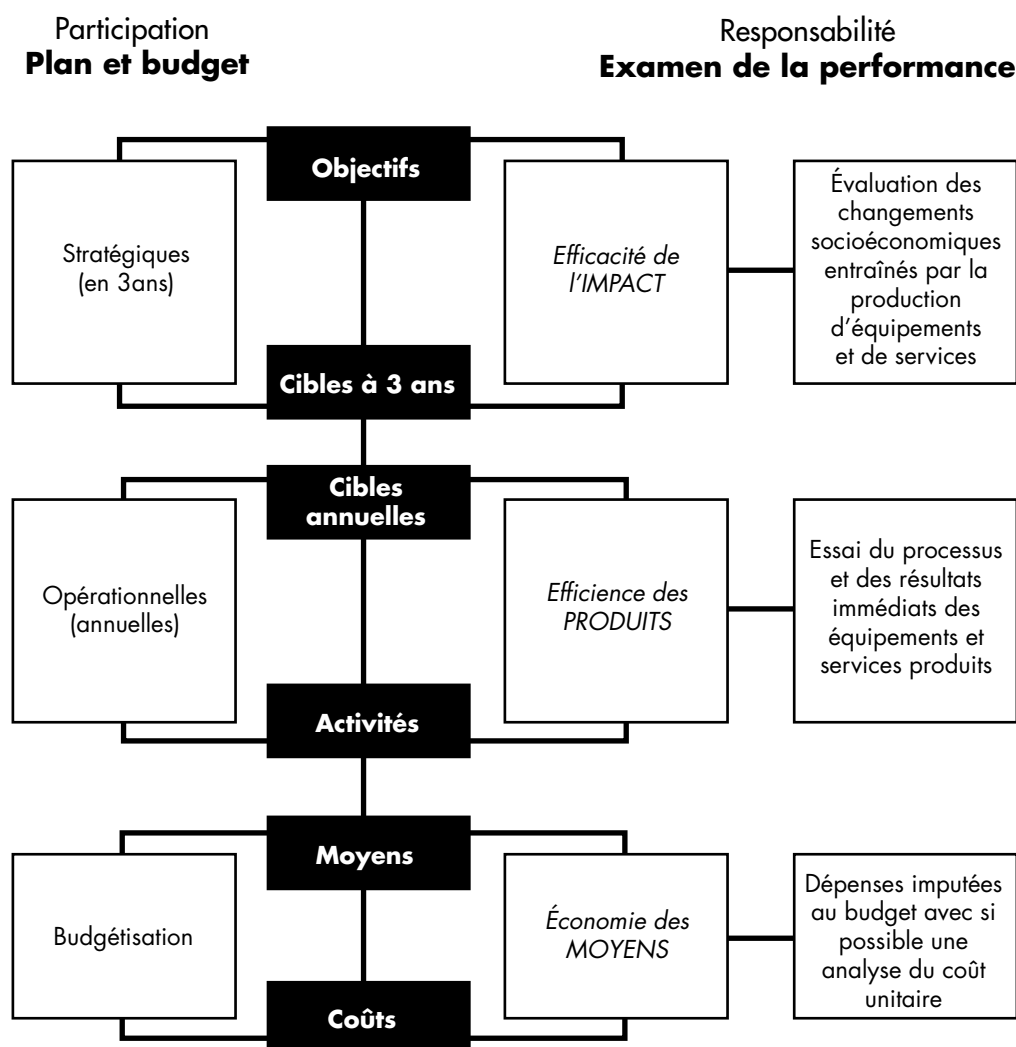 Participation
Plan et budget
Responsabilité
Examen de la performance
Objectifs
Stratégiques
(en 3ans)
Efficacité de
l'IMPACT
Évaluation des
changements
socioéconomiques
entraînés par la
production
d'équipements
et de services
Cibles à 3 ans
Cibles
annuelles
Opérationnelles
(annuelles)
Efficience des
PRODUITS
Essai du processus
et des résultats
immédiats des
équipements et
services produits
Activités
Moyens
Budgétisation
Économie des
MOYENS
Dépenses imputées
au budget avec si
possible une
analyse du coût
unitaire
Coûts